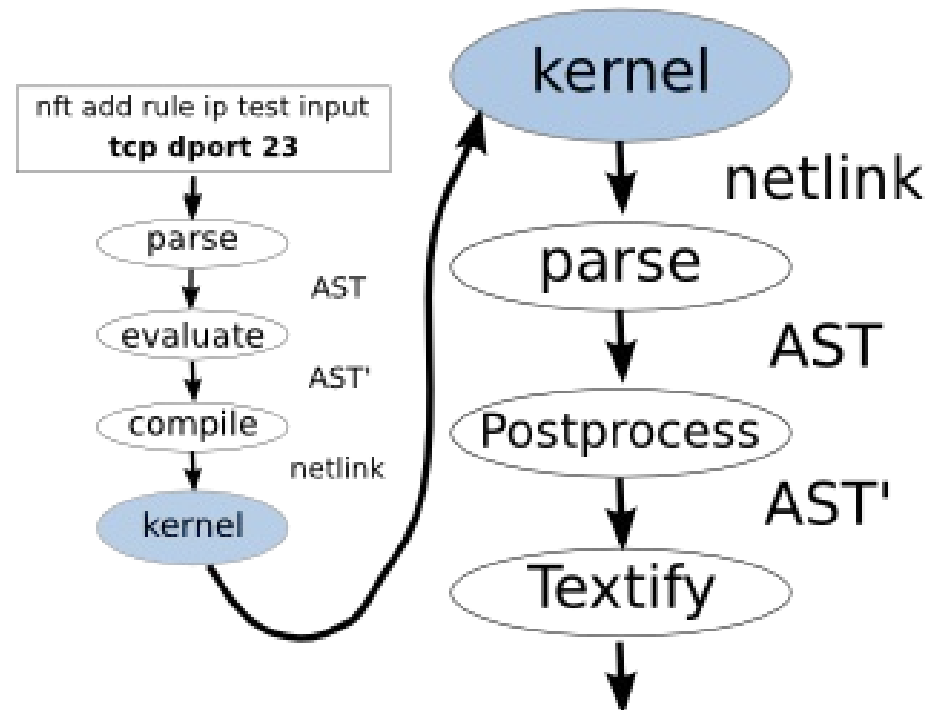 nft add rule ip test input
tcp dport 23
parse
AST
evaluate
AST'
compile
netlink
kernel
kernel
netlink
parse
AST
Postprocess
AST'
Textify